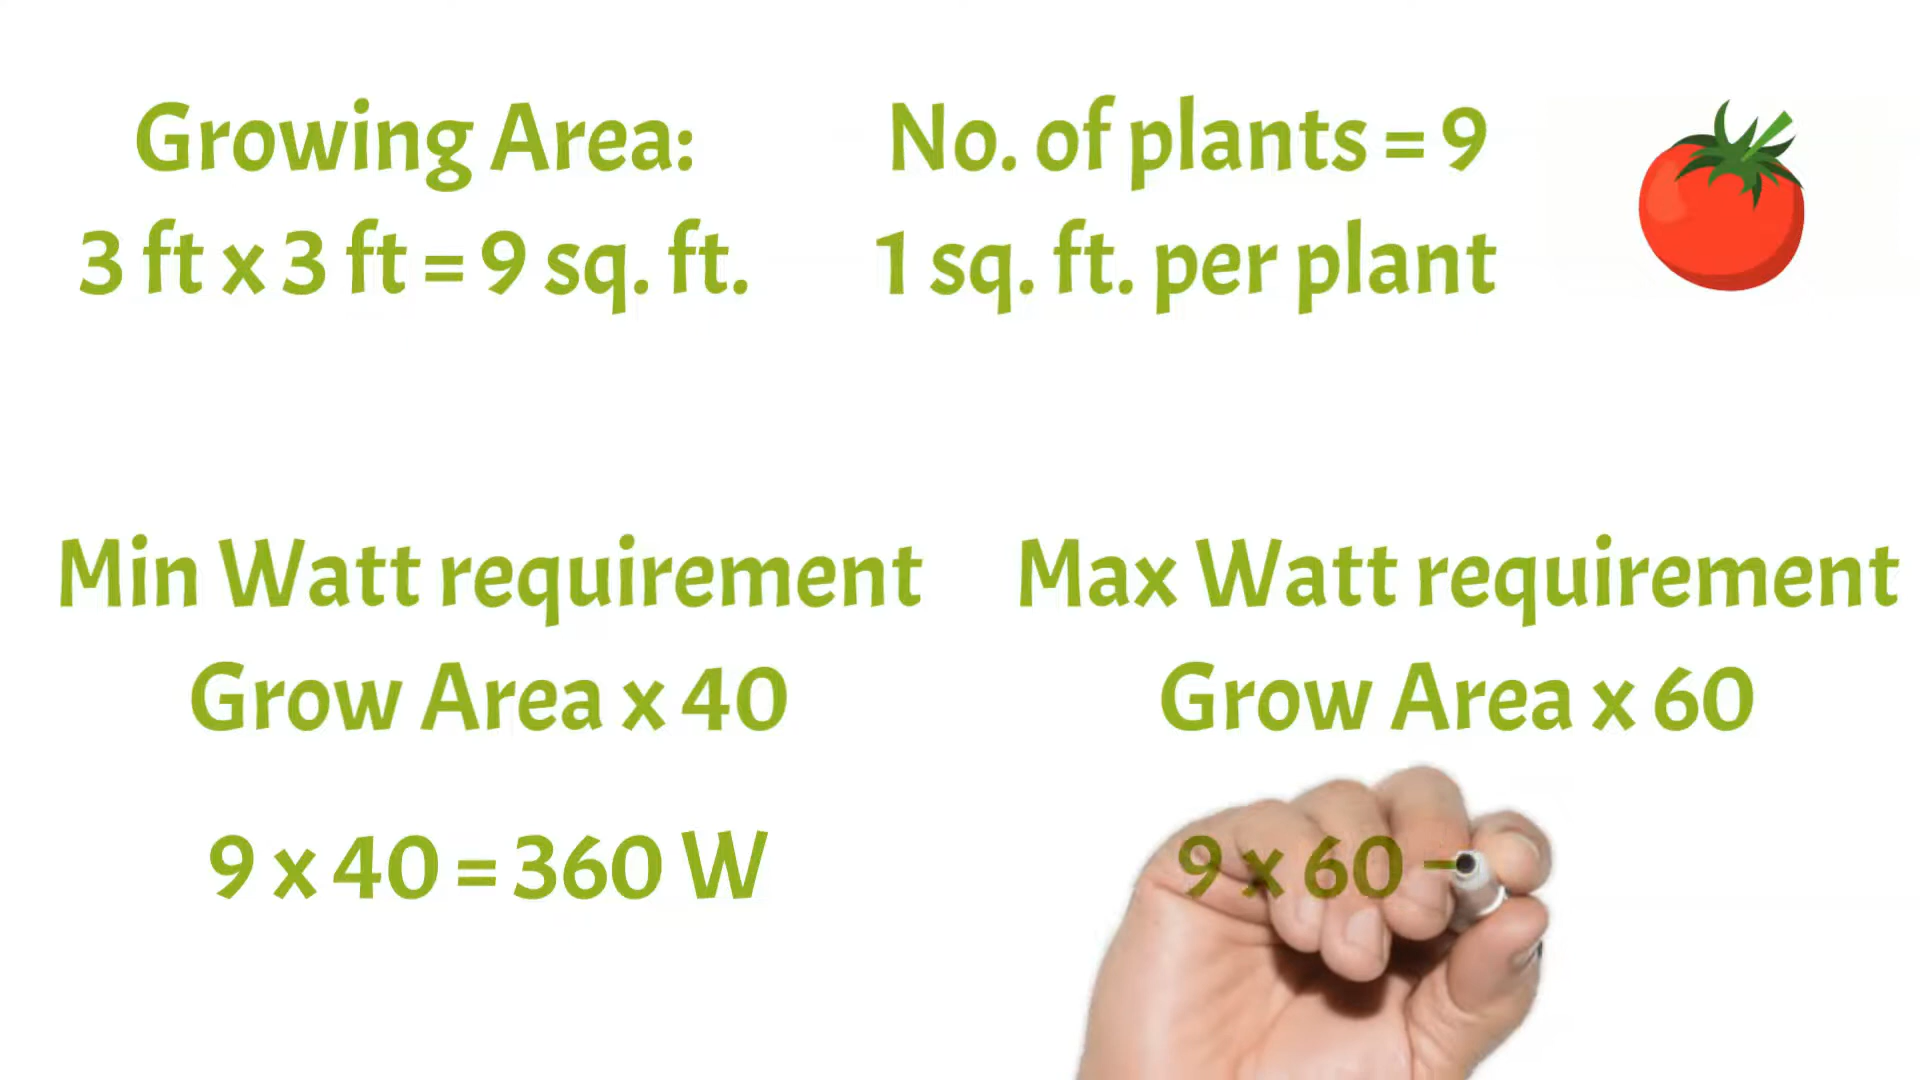 Growing Area:
3 ft x 3 ft = 9 sq. ft.
No. of plants = 9
1 sq. ft. per plant
Min Watt requirement
Grow Area x 40
9 x 40 = 360 W
Max Watt requirement
Grow Area x 60
9 x 60 –